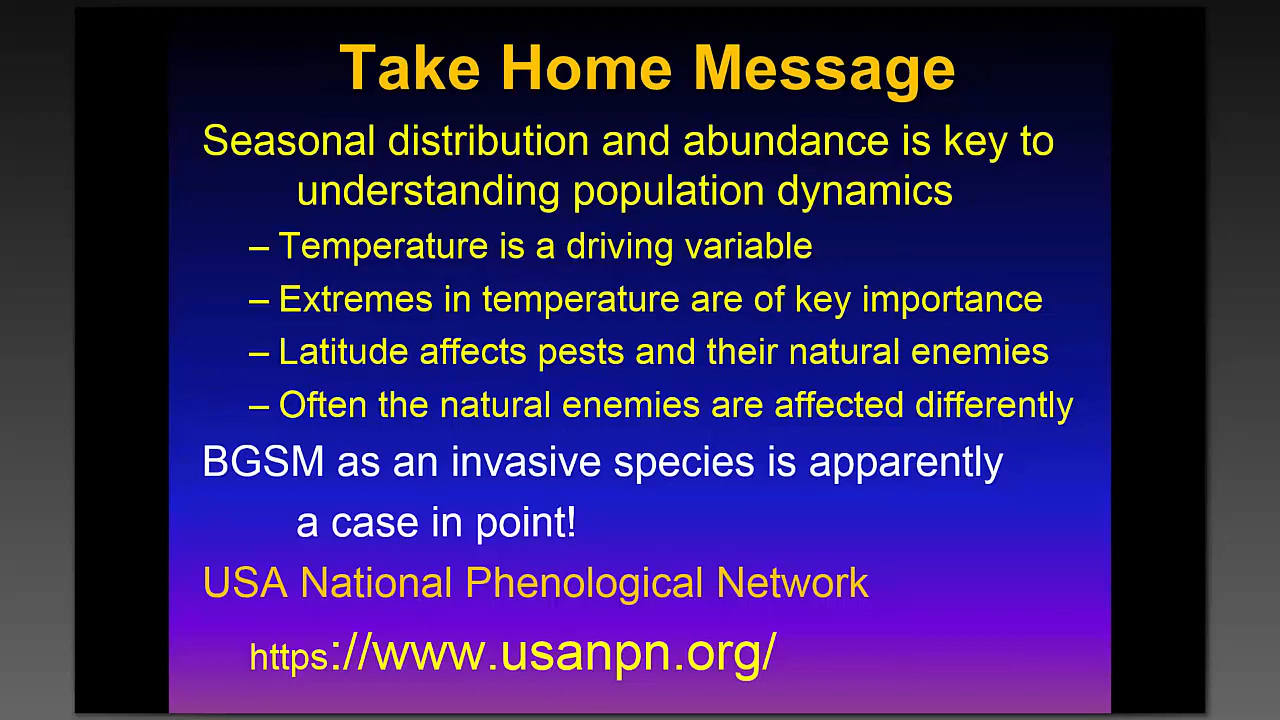 Take Home Message
Seasonal distribution and abundance is key to
understanding population dynamics
– Temperature is a driving variable
– Extremes in temperature are of key importance
– Latitude affects pests and their natural enemies
– Often the natural enemies are affected differently
BGSM as an invasive species is apparently
a case in point!
USA National Phenological Network
https://www.usanpn.org/